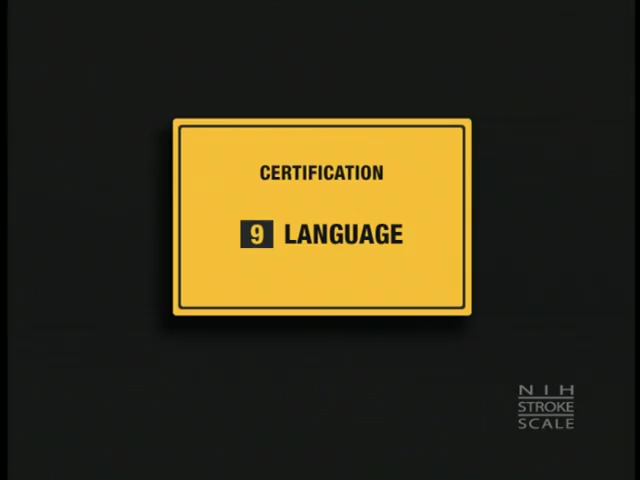 CERTIFICATION
9 LANGUAGE
NIH
STROKE
SCALE